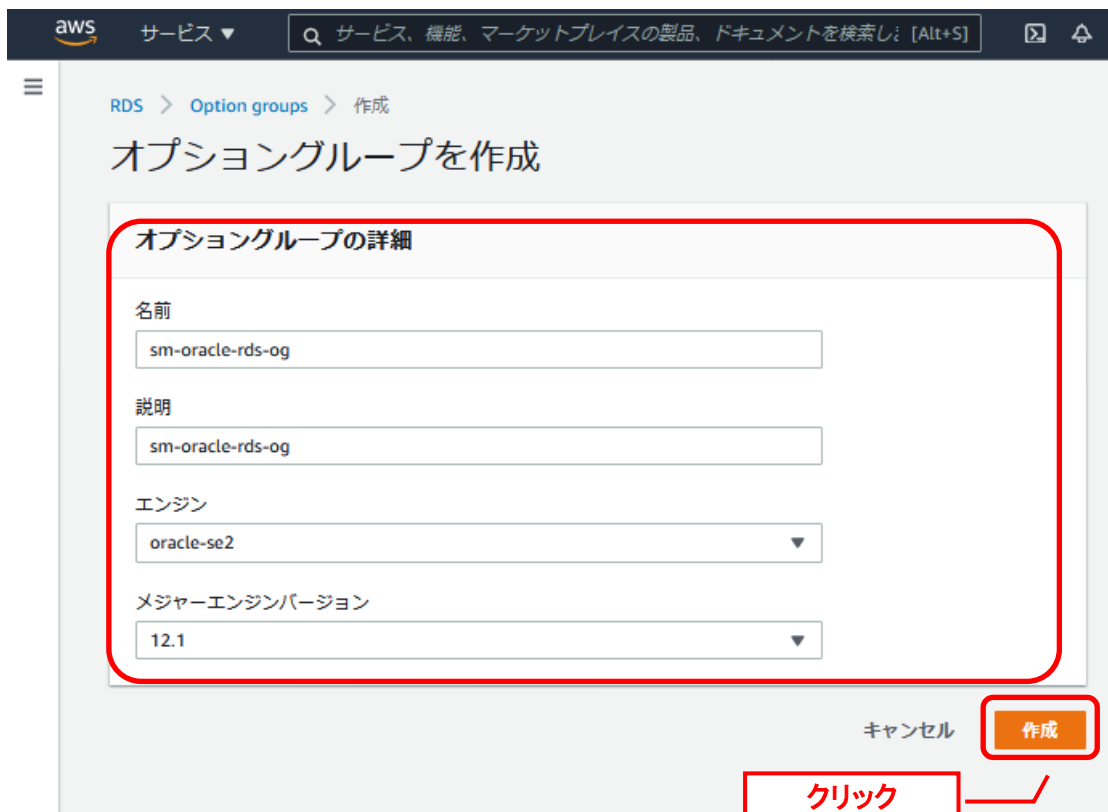 aws サービス▼ サービス、機能、マーケットプレイスの製品、ドキュメントを検索し [Alt+S]
RDS > Option groups > 作成
オプショングループを作成
オプショングループの詳細
名前
sm-oracle-rds-og
説明
sm-oracle-rds-og
エンジン
oracle-se2
メジャーエンジンバージョン
12.1
キャンセル 作成
クリック